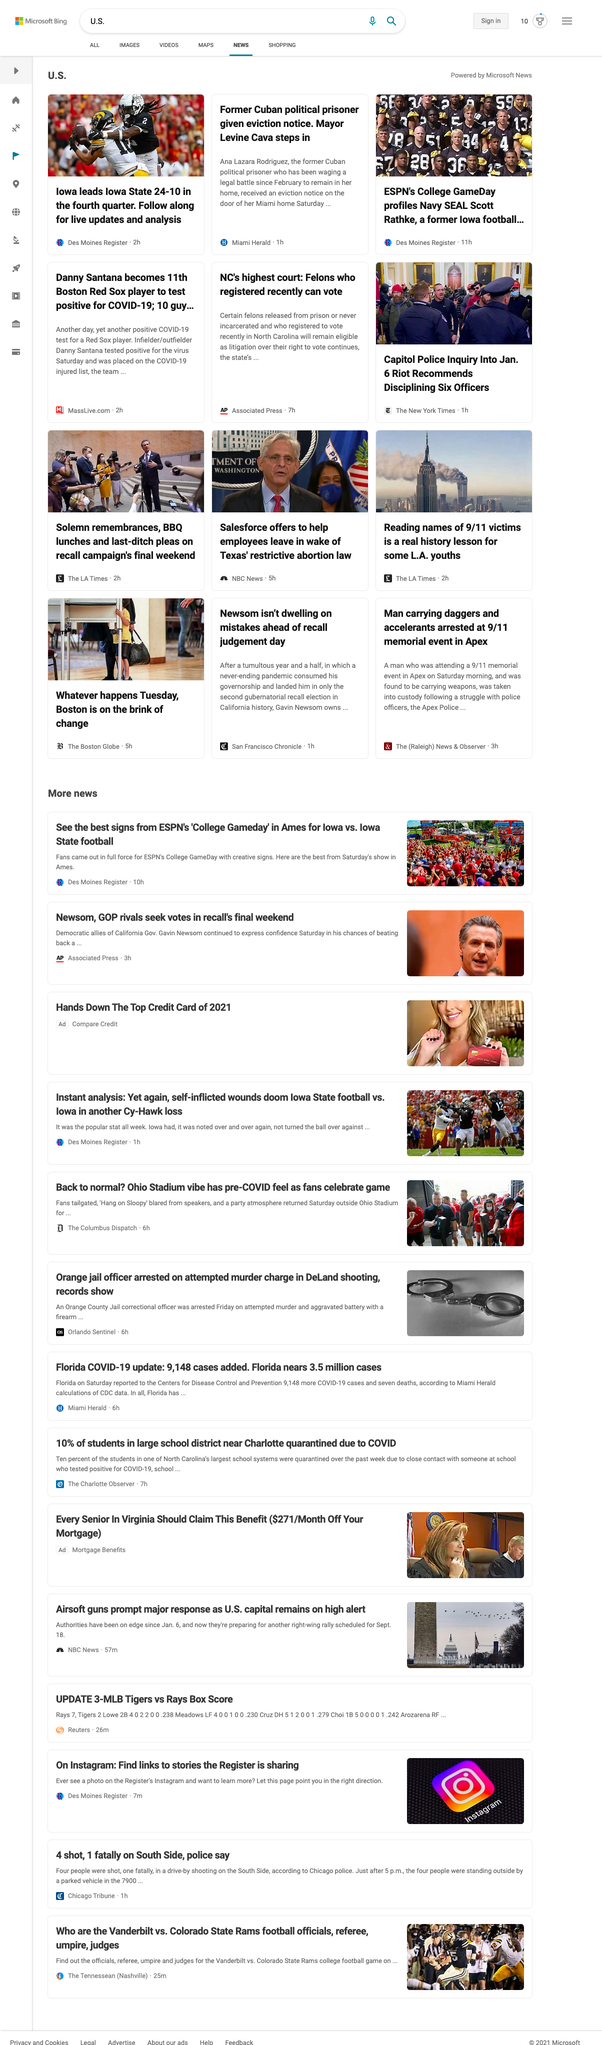 Microsoft Bing
U.S.
Sign in
10
ALL
IMAGES
VIDEOS
MAPS
NEWS
SHOPPING
U.S.
Powered by Microsoft News
Iowa leads Iowa State 24-10 in
the fourth quarter. Follow
along for live updates and analysis
Des Moines Register · 2h
Former Cuban political prisoner
given eviction notice. Mayor
Levine Cava steps in
Ana Lazara Rodriguez, the former Cuban
political prisoner who has been waging a
legal battle since February to remain in her
home, received an eviction notice on the
door of her Miami home Saturday ...
Miami Herald · 1h
ESPN's College GameDay
profiles Navy SEAL Scott
Rathke, a former Iowa football...
Des Moines Register · 11h
Danny Santana becomes 11th
Boston Red Sox player to test
positive for COVID-19; 10 guy...
Another day, yet another positive COVID-19
test for a Red Sox player. Infielder/outfielder
Danny Santana tested positive for the virus
Saturday and was placed on the COVID-19
injured list, the team ...
MassLive.com · 2h
NC's highest court: Felons who
registered recently can vote
Certain felons released from prison or never
incarcerated and who registered to vote
recently in North Carolina will remain eligible
as litigation over their right to vote continues,
the state's ...
AP
Associated Press · 7h
Capitol Police Inquiry Into Jan.
6 Riot Recommends
Disciplining Six Officers
The New York Times · 1h
Solemn remembrances, BBQ
lunches and last-ditch pleas on
recall campaign's final weekend
The LA Times · 2h
TMENT OF
WASHINGTON
Salesforce offers to help
employees leave in wake of
Texas' restrictive abortion law
NBC News · 5h
Reading names of 9/11 victims
is a real history lesson for
some L.A. youths
The LA Times · 2h
Whatever happens Tuesday,
Boston is on the brink of
change
The Boston Globe · 5h
Newsom isn't dwelling on
mistakes ahead of recall
judgement day
After a tumultuous year and a half, in which a
never-ending pandemic consumed his
governorship and landed him in only the
second gubernatorial recall election in
California history, Gavin Newsom owns ...
San Francisco Chronicle · 1h
Man carrying daggers and
accelerants arrested at 9/11
memorial event in Apex
A man who was attending a 9/11 memorial
event in Apex on Saturday morning, and was
found to be carrying weapons, was taken
into custody following a struggle with police
officers, the Apex Police ...
The (Raleigh) News & Observer · 3h
More news
See the best signs from ESPN's 'College Gameday' in Ames for Iowa vs. Iowa
State football
Fans came out in full force for ESPN's College GameDay with creative signs. Here are the best from Saturday's show in
Ames.
Des Moines Register · 10h
Newsom, GOP rivals seek votes in recall's final weekend
Democratic allies of California Gov. Gavin Newsom continued to express confidence Saturday in his chances of beating
back a ...
AP
Associated Press · 3h
Hands Down The Top Credit Card of 2021
Ad Compare Credit
Instant analysis: Yet again, self-inflicted wounds doom Iowa State football vs.
Iowa in another Cy-Hawk loss
It was the popular stat all week. Iowa had, it was noted over and over again, not turned the ball over against ...
Des Moines Register · 1h
Back to normal? Ohio Stadium vibe has pre-COVID feel as fans celebrate game
Fans tailgated, 'Hang on Sloopy' blared from speakers, and a party atmosphere returned Saturday outside Ohio Stadium
for ...
The Columbus Dispatch · 6h
Orange jail officer arrested on attempted murder charge in DeLand shooting,
records show
An Orange County Jail correctional officer was arrested Friday on attempted murder and aggravated battery with a
firearm ...
OS
Orlando Sentinel · 6h
Florida COVID-19 update: 9,148 cases added. Florida nears 3.5 million cases
Florida on Saturday reported to the Centers for Disease Control and Prevention 9,148 more COVID-19 cases and seven deaths, according to Miami Herald
calculations of CDC data. In all, Florida has ...
Miami Herald · 6h
10% of students in large school district near Charlotte quarantined due to COVID
Ten percent of the students in one of North Carolina's largest school systems were quarantined over the past week due to close contact with someone at school
who tested positive for COVID-19, school ...
The Charlotte Observer · 7h
Every Senior In Virginia Should Claim This Benefit ($271/Month Off Your
Mortgage)
Ad Mortgage Benefits
Airsoft guns prompt major response as U.S. capital remains on high alert
Authorities have been on edge since Jan. 6, and now they're preparing for another right-wing rally scheduled for Sept.
18.
NBC News · 57m
UPDATE 3-MLB Tigers vs Rays Box Score
Rays 7, Tigers 2 Lowe 2B 4 0 2 2 0 0 .238 Meadows LF 4 0 0 1 0 0 .230 Cruz DH 5 1 2 0 0 1 .279 Choi 1B 5 0 0 0 0 1 .242 Arozarena RF ...
Reuters · 26m
On Instagram: Find links to stories the Register is sharing
Ever see a photo on the Register's Instagram and want to learn more? Let this page point you in the right direction.
Des Moines Register · 7m
Instagram
4 shot, 1 fatally on South Side, police say
Four people were shot, one fatally, in a drive-by shooting on the South Side, according to Chicago police. Just after 5 p.m., the four people were standing outside by
a parked vehicle in the 7900 ...
Chicago Tribune · 1h
Who are the Vanderbilt vs. Colorado State Rams football officials, referee,
umpire, judges
Find out the officials, referee, umpire and judges for the Vanderbilt vs. Colorado State Rams college football game on ...
The Tennessean (Nashville) · 25m
Privacy and Cookies
Legal
Advertise
About our ads
Help
Feedback
© 2021 Microsoft